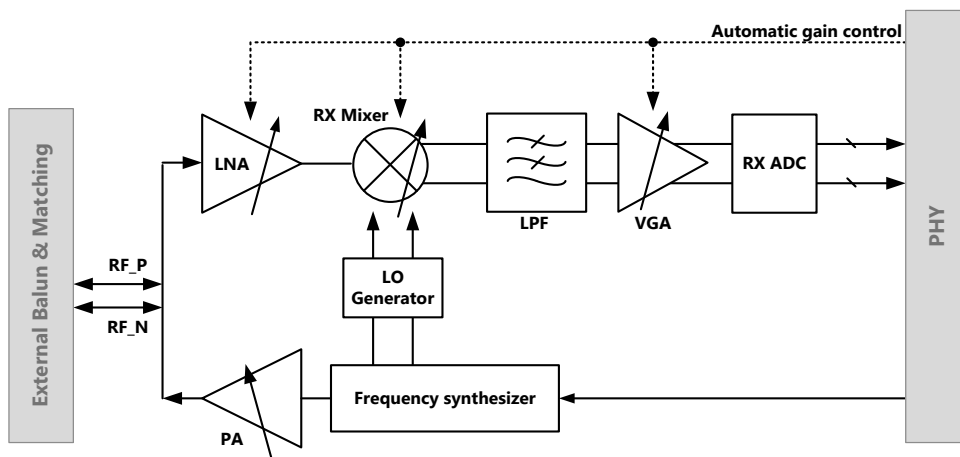 Automatic gain control
RX Mixer
LNA
RX ADC
LPF
VGA
External Balun & Matching
PHY
RF_P
RF_N
LO
Generator
Frequency synthesizer
PA